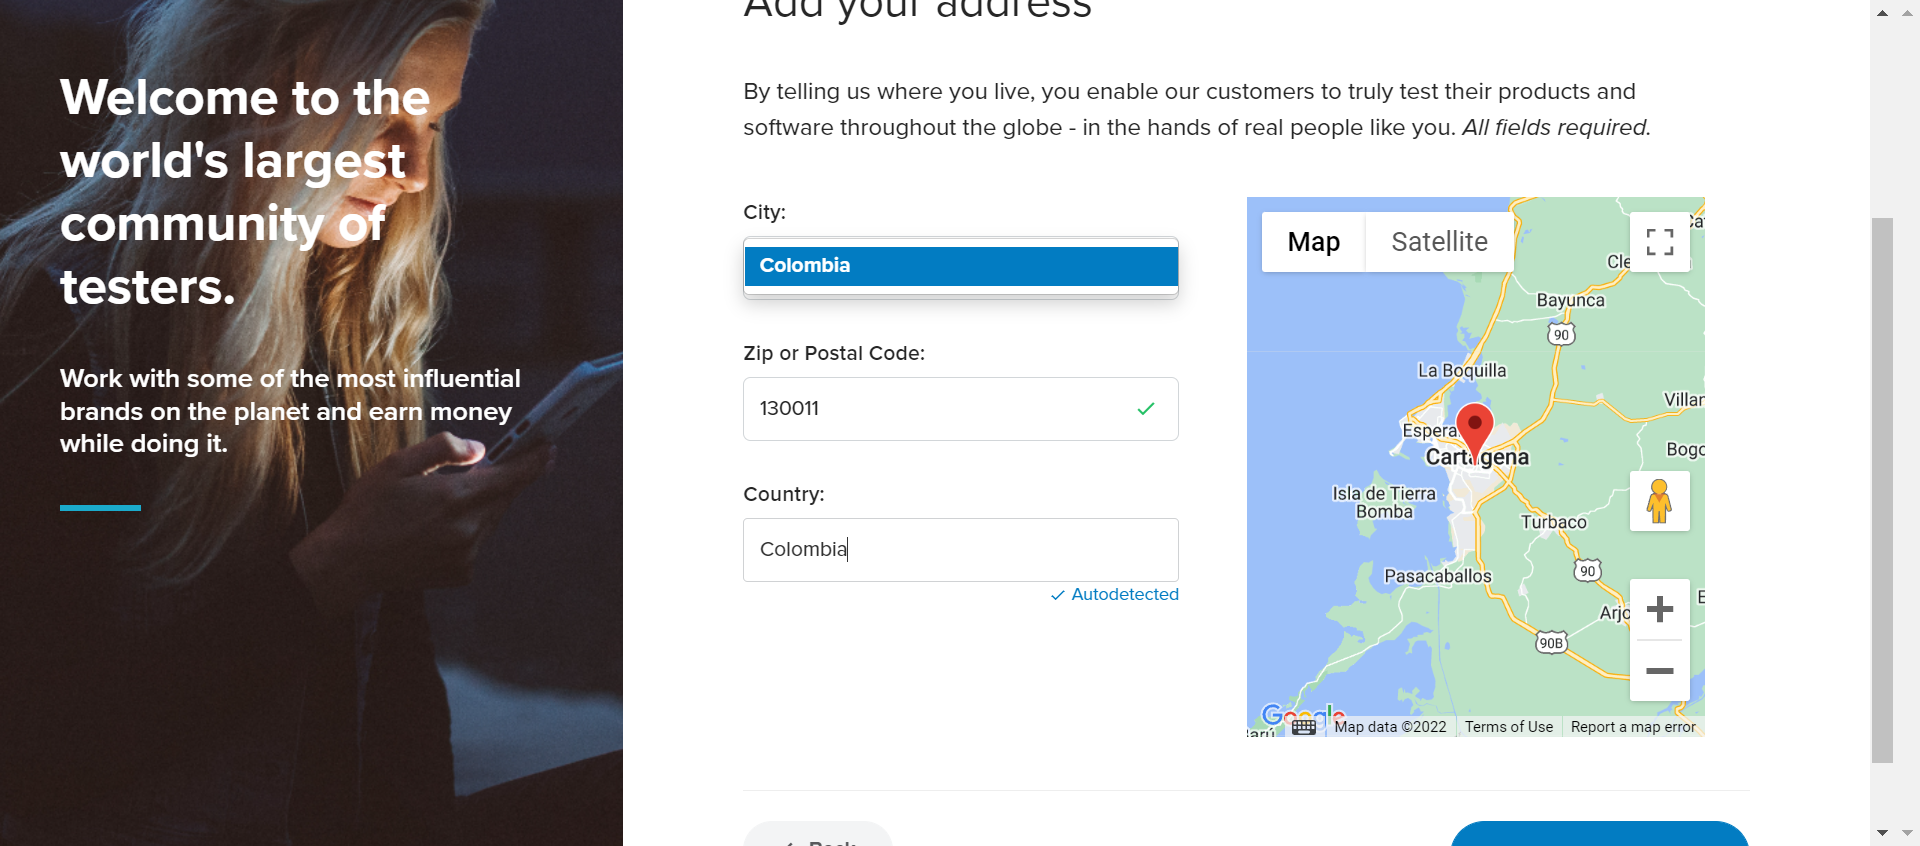 Welcome to the
world's largest
community of
testers.
Work with some of the most influential
brands on the planet and earn money
while doing it.
Add your address
By telling us where you live, you enable our customers to truly test their products and
software throughout the globe - in the hands of real people like you. All fields required.
City:
Colombia
Zip or Postal Code:
130011
Country:
Colombia
Autodetected
Map
Satellite
Cle
Bayunca
90
La Boquilla
Villan
Espera
Cartagena
Bogo
Isla de Tierra
Bomba
Turbaco
90
Pasacaballos
Arjo
90B
Google
Map data ©2022
Terms of Use
Report a map error
Back